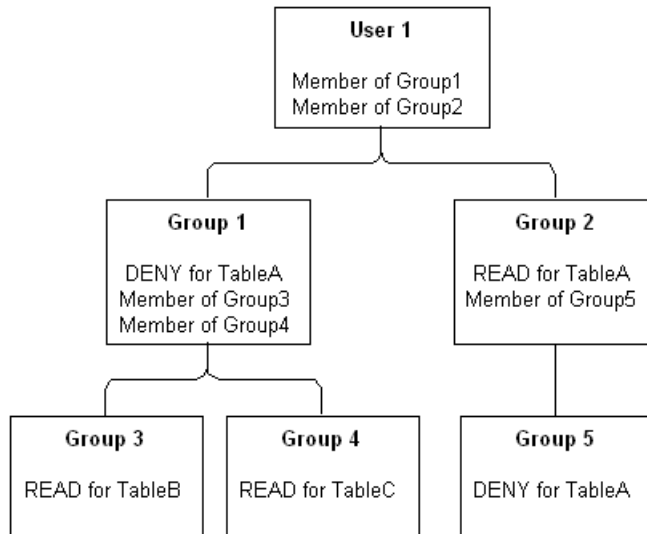 User 1
Member of Group1
Member of Group2
Group 1
DENY for TableA
Member of Group3
Member of Group4
Group 2
READ for TableA
Member of Group5
Group 3
READ for TableB
Group 4
READ for TableC
Group 5
DENY for TableA